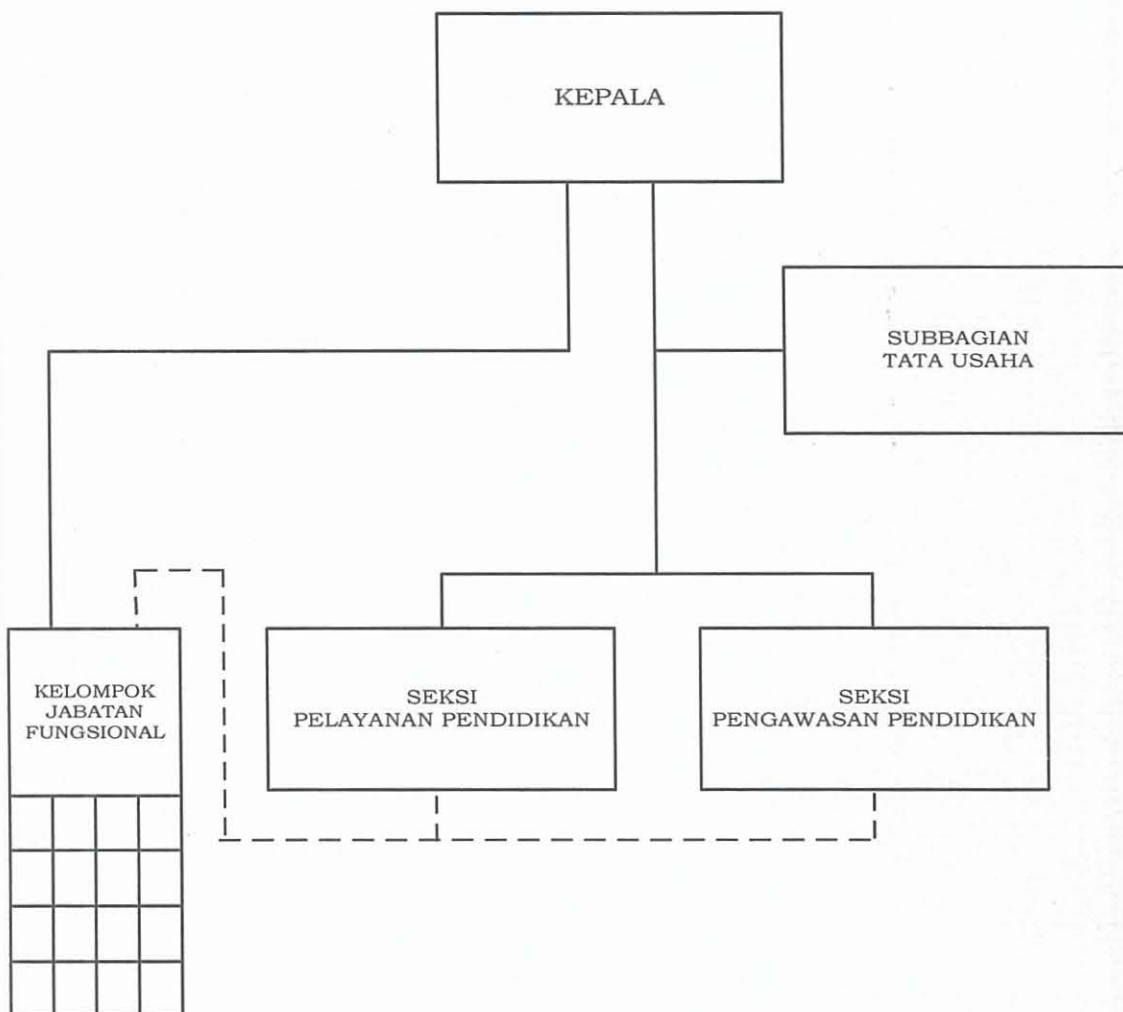 KEPALA
SUBBAGIAN
TATA USAHA
KELOMPOK
JABATAN
FUNGSIONAL
SEKSI
PELAYANAN PENDIDIKAN
SEKSI
PENGAWASAN PENDIDIKAN